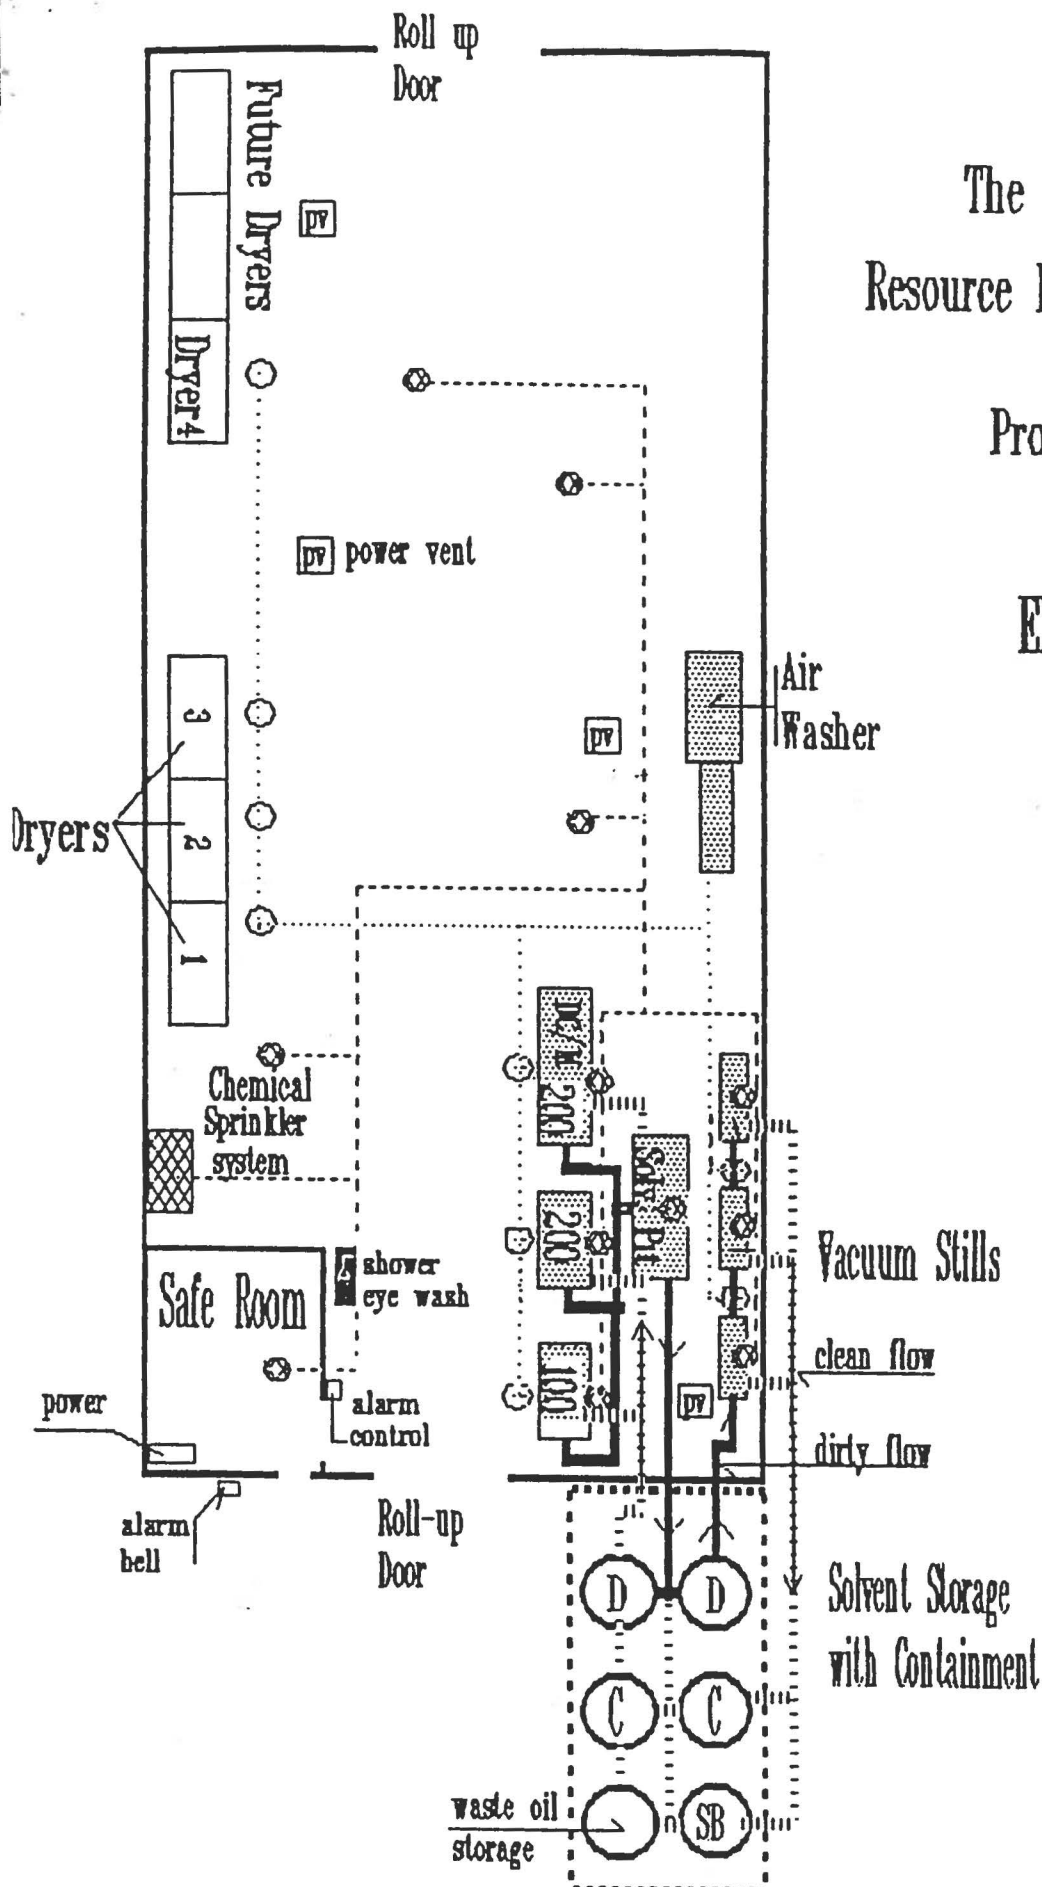 Roll up
Door
Future Dryers
pv
The
Resource
Pro
E
Dryer4
pv power vent
Air
Washer
pv
3
2
1
Dryers
DC/M 200
Chemical
Sprinkler
system
200
100
Vacuum Stills
Safe Room
shower
eye wash
clean flow
pv
power
alarm
control
dirty flow
alarm
bell
Roll-up
Door
D
D
Solvent Storage
with Containment
C
C
waste oil
storage
SB